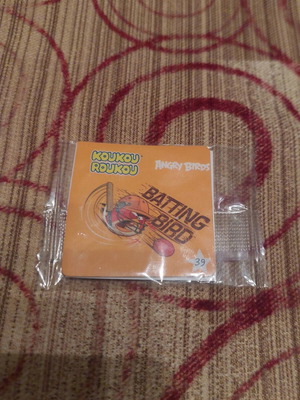 KOUKOU
ROUKOU
ANGRY BIRDS
BATTING
BIRD
39